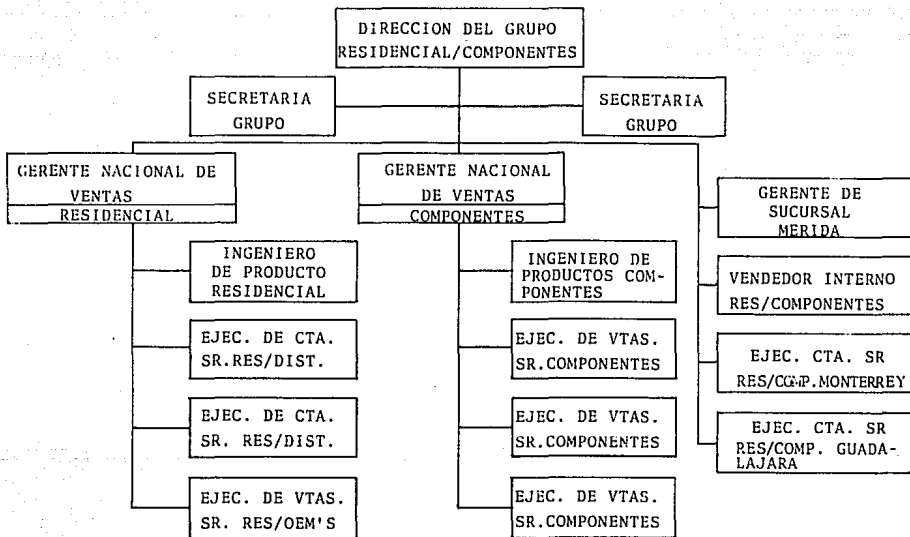 DIRECCION DEL GRUPO
RESIDENCIAL/COMPONENTES
SECRETARIA
GRUPO
SECRETARIA
GRUPO
GERENTE NACIONAL DE
VENTAS
RESIDENCIAL
INGENIERO
DE PRODUCTO
RESIDENCIAL
EJEC. DE CTA.
SR.RES/DIST.
EJEC. DE CTA.
SR. RES/DIST.
EJEC. DE VTAS.
SR. RES/OEM'S
GERENTE NACIONAL
DE VENTAS
COMPONENTES
INGENIERO DE
PRODUCTOS COM-
PONENTES
EJEC. DE VTAS.
SR.COMPONENTES
EJEC. DE VTAS.
SR.COMPONENTES
EJEC. DE VTAS.
SR.COMPONENTES
GERENTE DE
SUCURSAL
MERIDA
VENDEDOR INTERNO
RES/COMPONENTES
EJEC. CTA. SR
RES/COMP.MONTERREY
EJEC. CTA. SR
RES/COMP. GUADA-
LAJARA